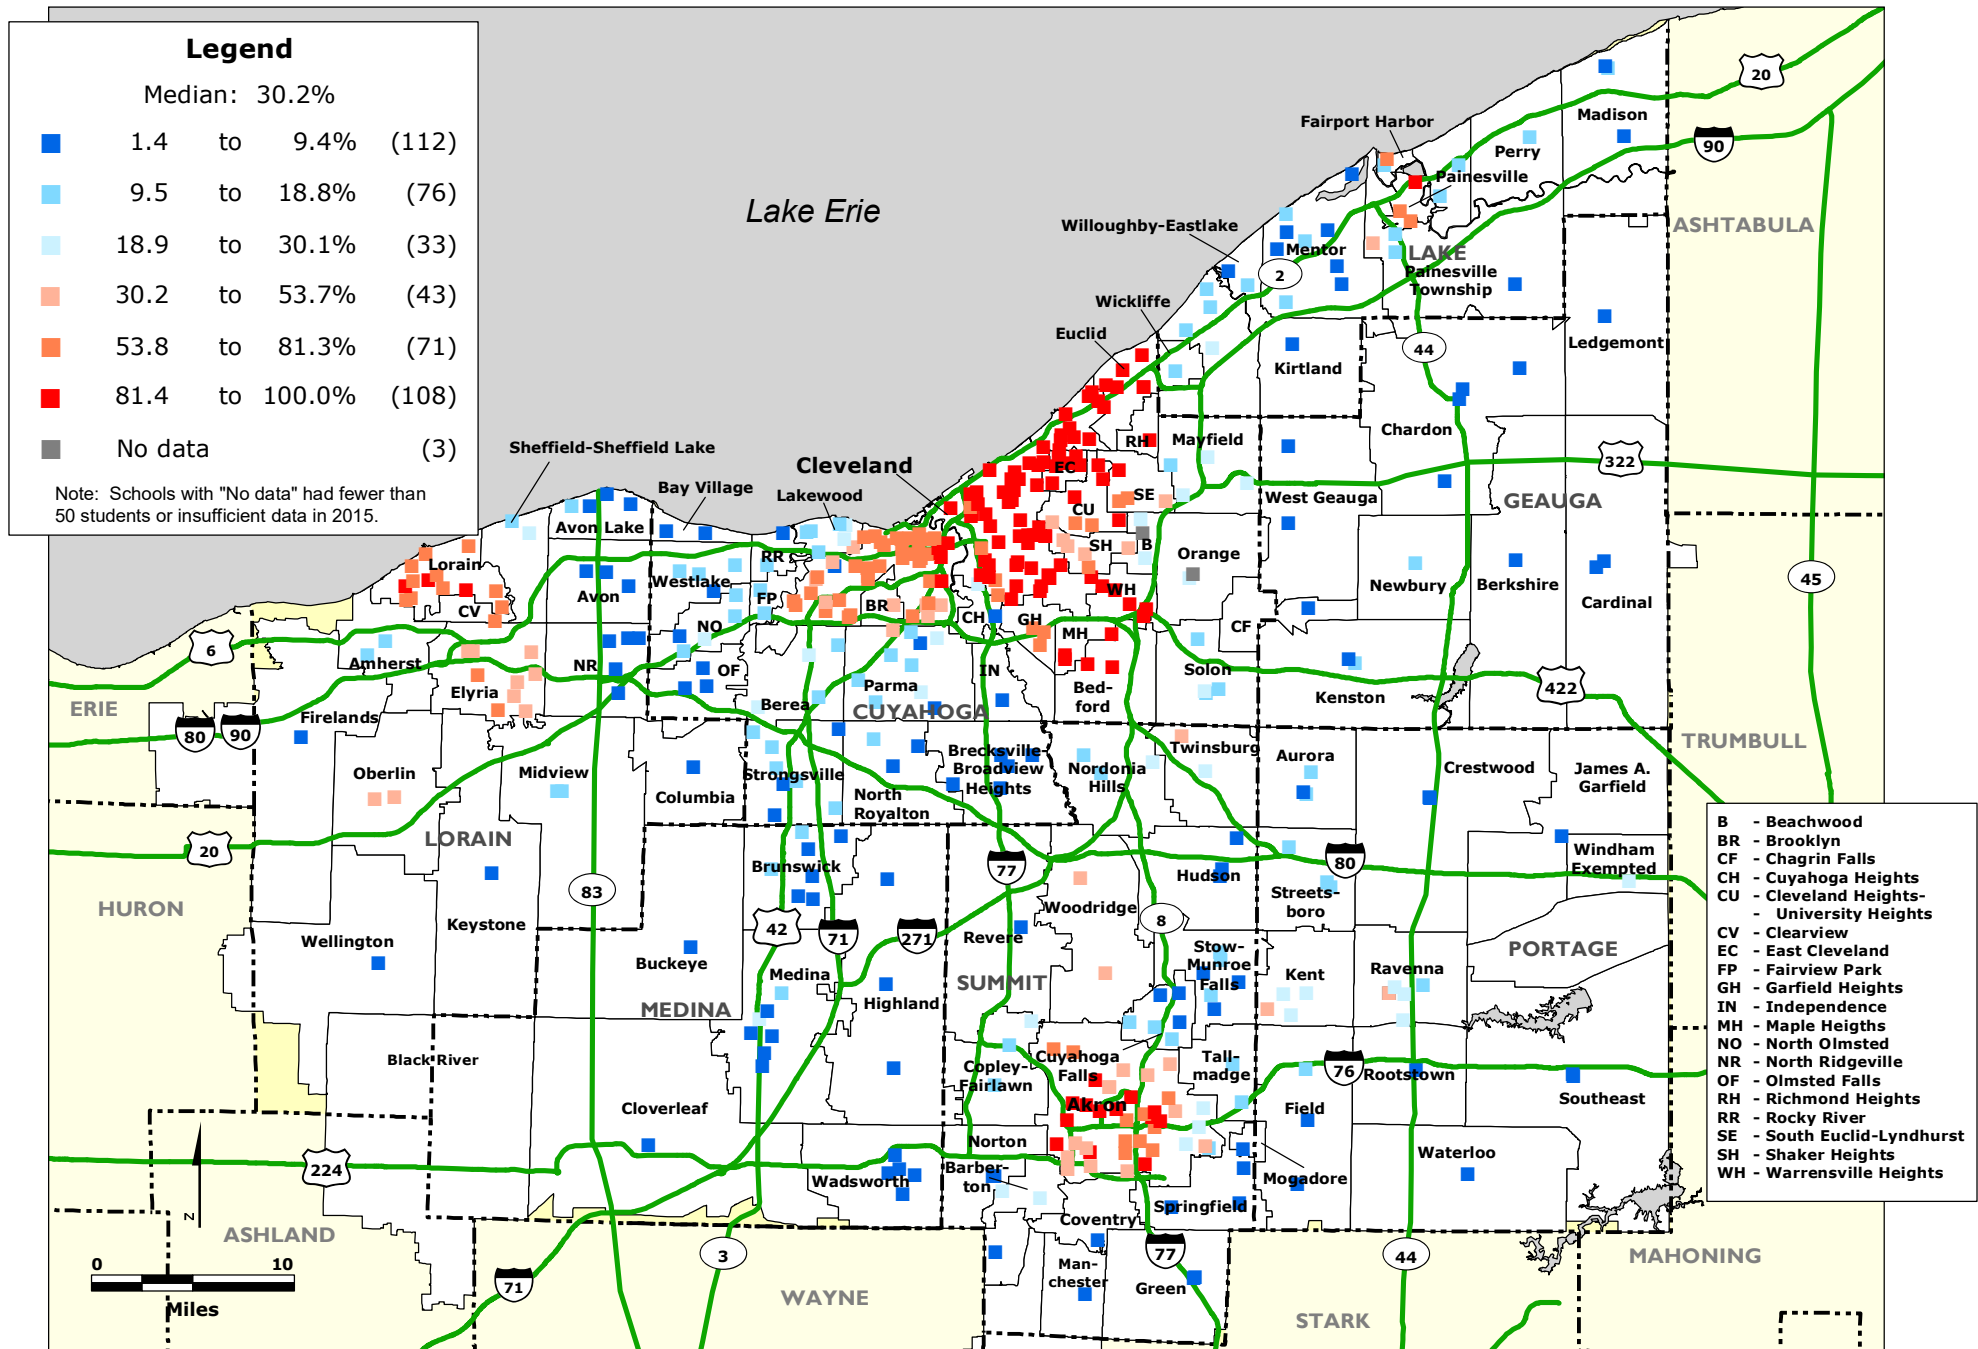 Legend
Median: 30.2%
1.4 to 9.4% (112)
9.5 to 18.8% (76)
18.9 to 30.1% (33)
30.2 to 53.7% (43)
53.8 to 81.3% (71)
81.4 to 100.0% (108)
No data (3)
Note: Schools with "No data" had fewer than
50 students or insufficient data in 2015.
Lake Erie
20
Madison
Fairport Harbor
90
Perry
Painesville
ASHTABULA
Willoughby-Eastlake
Mentor
LAKE
2
Painesville
Township
Wickliffe
Euclid
44
Ledgemont
Kirtland
Chardon
RH
Mayfield
Sheffield-Sheffield Lake
Cleveland
EC
322
Bay Village
Lakewood
SE
West Geauga
GEAUGA
Avon Lake
CU
RR
SH
B
Orange
Lorain
Westlake
Newbury
Berkshire
45
Avon
FP
BR
WH
Cardinal
CV
CH
GH
NO
MH
CF
6
Amherst
NR
OF
IN
Solon
Elyria
Parma
Bed-
ford
Kenston
422
ERIE
Firelands
Berea
CUYAHOGA
80
90
Brecksville-
Broadview
Heights
Twinsburg
TRUMBULL
Oberlin
Midview
Strongsville
Nordonia
Hills
Aurora
Crestwood
James A.
Garfield
Columbia
North
Royalton
LORAIN
20
Brunswick
77
80
Windham
Exempted
83
Hudson
Streets-
boro
HURON
Keystone
Woodridge
42
71
271
8
Wellington
Revere
PORTAGE
Buckeye
Stow-
Munroe
Falls
Medina
SUMMIT
Kent
Ravenna
Highland
MEDINA
Black River
Cuyahoga
Falls
Tall-
madge
76
Rootstown
Copley-
Fairlawn
Cloverleaf
Akron
Field
Southeast
Norton
224
Barber-
ton
Waterloo
Wadsworth
Mogadore
Springfield
N
Coventry
ASHLAND
3
77
44
MAHONING
0 10
Miles
71
Man-
chester
Green
WAYNE
STARK
B - Beachwood
BR - Brooklyn
CF - Chagrin Falls
CH - Cuyahoga Heights
CU - Cleveland Heights-
- University Heights
CV - Clearview
EC - East Cleveland
FP - Fairview Park
GH - Garfield Heights
IN - Independence
MH - Maple Heigths
NO - North Olmsted
NR - North Ridgeville
OF - Olmsted Falls
RH - Richmond Heights
RR - Rocky River
SE - South Euclid-Lyndhurst
SH - Shaker Heights
WH - Warrensville Heights